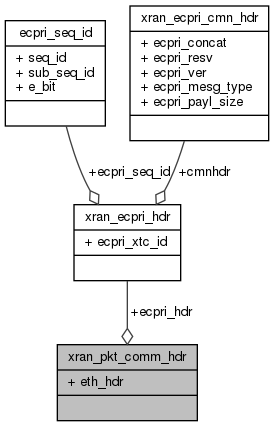 ecpri_seq_id
+ seq_id
+ sub_seq_id
+ e_bit
xran_ecpri_cmn_hdr
+ ecpri_concat
+ ecpri_resv
+ ecpri_ver
+ ecpri_mesg_type
+ ecpri_payl_size
+ecpri_seq_id
+cmnhdr
xran_ecpri_hdr
+ ecpri_xtc_id
+ecpri_hdr
xran_pkt_comm_hdr
+ eth_hdr